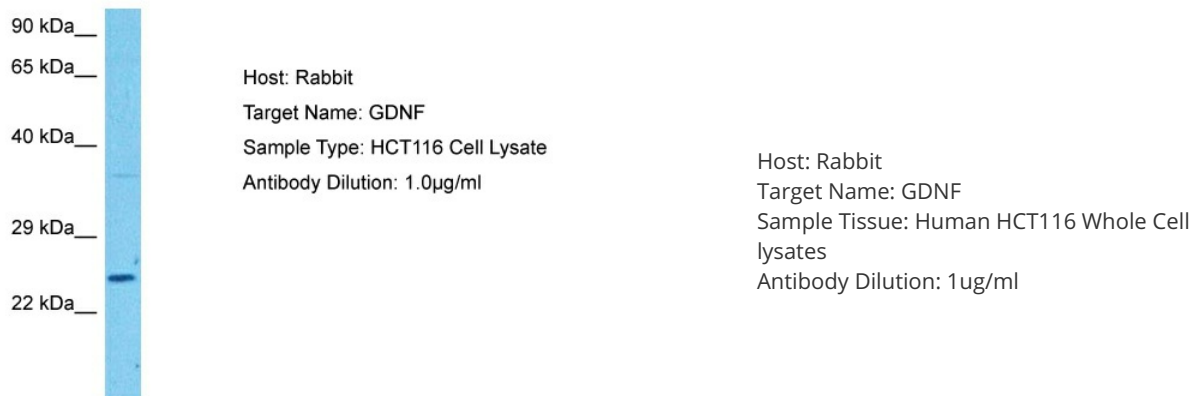 90 kDa__
65 kDa__
40 kDa__
29 kDa__
22 kDa__
Host: Rabbit
Target Name: GDNF
Sample Type: HCT116 Cell Lysate
Antibody Dilution: 1.0µg/ml
Host: Rabbit
Target Name: GDNF
Sample Tissue: Human HCT116 Whole Cell
lysates
Antibody Dilution: 1ug/ml